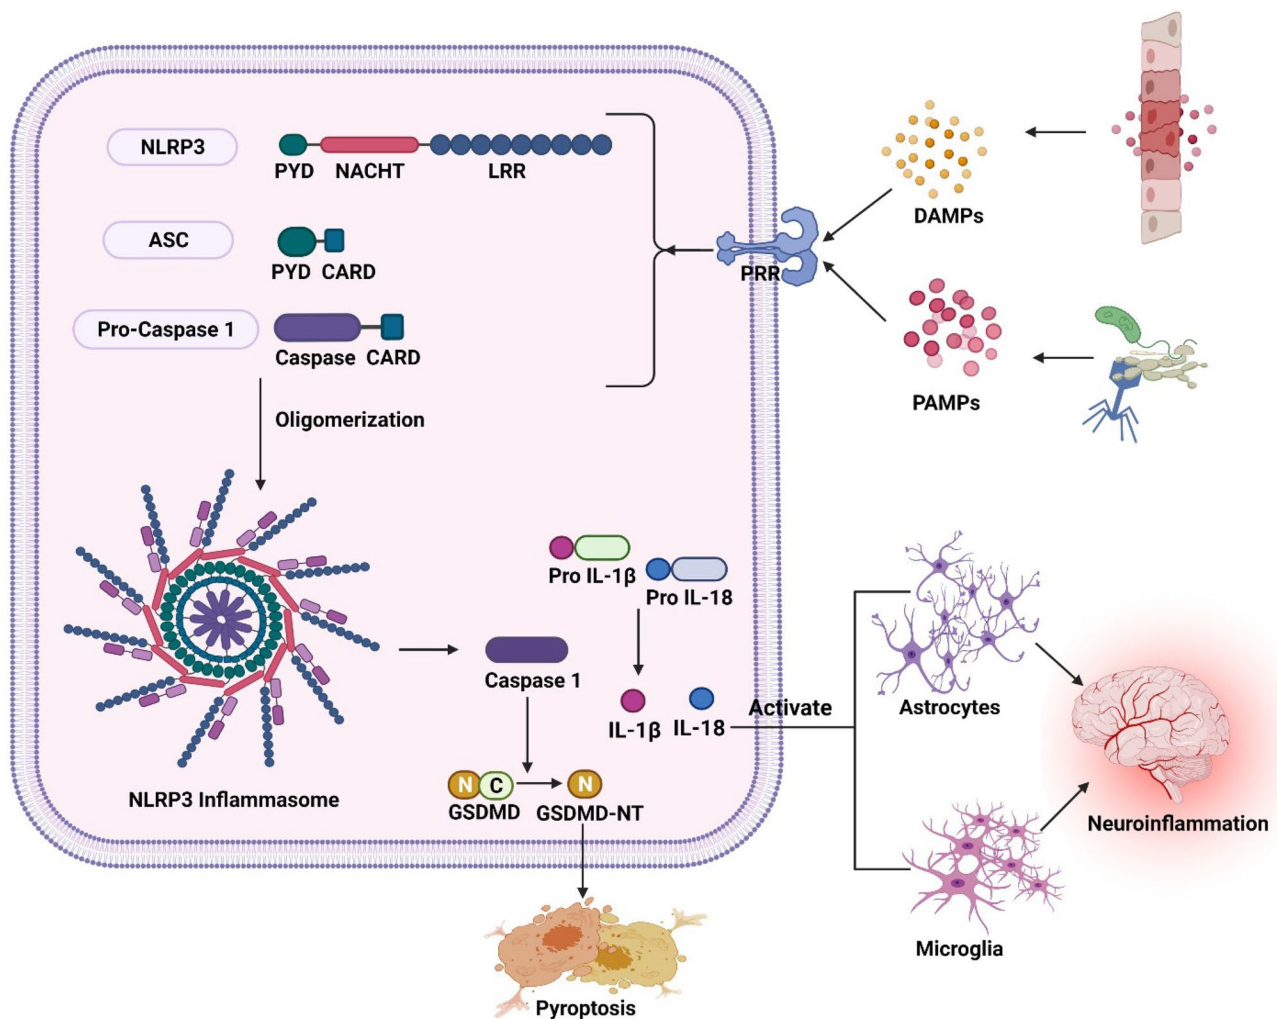 NLRP3
PYD NACHT LRR
ASC
PYD CARD
Pro-Caspase 1
Caspase CARD
Oligomerization
NLRP3 Inflammasome
PRR
DAMPs
PAMPs
Pro IL-1β
Pro IL-18
Caspase 1
IL-1β IL-18
Activate
N C N
GSDMD GSDMD-NT
Pyroptosis
Astrocytes
Microglia
Neuroinflammation